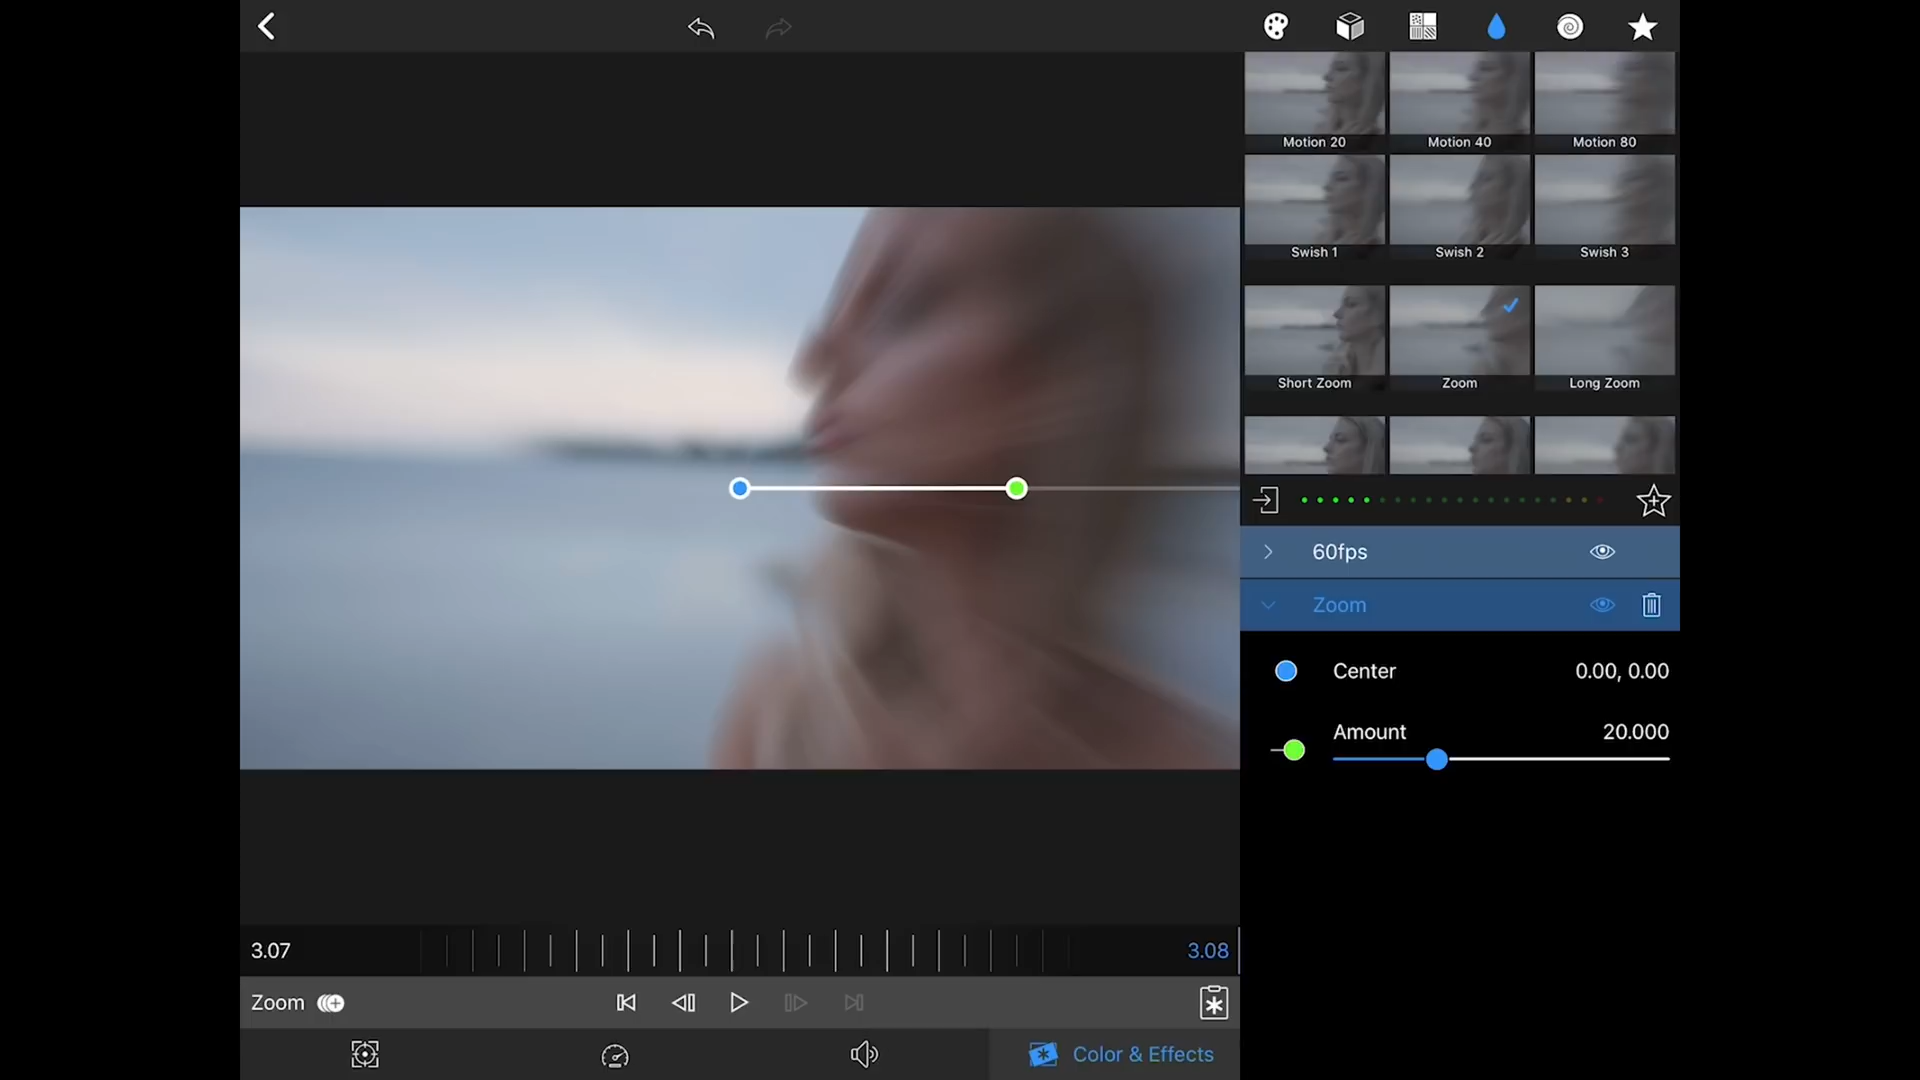 Motion 20 Motion 40 Motion 80
Swish 1 Swish 2 Swish 3
Short Zoom Zoom Long Zoom
60fps
Zoom
Center 0.00, 0.00
Amount 20.000
3.07 3.08
Zoom
Color & Effects